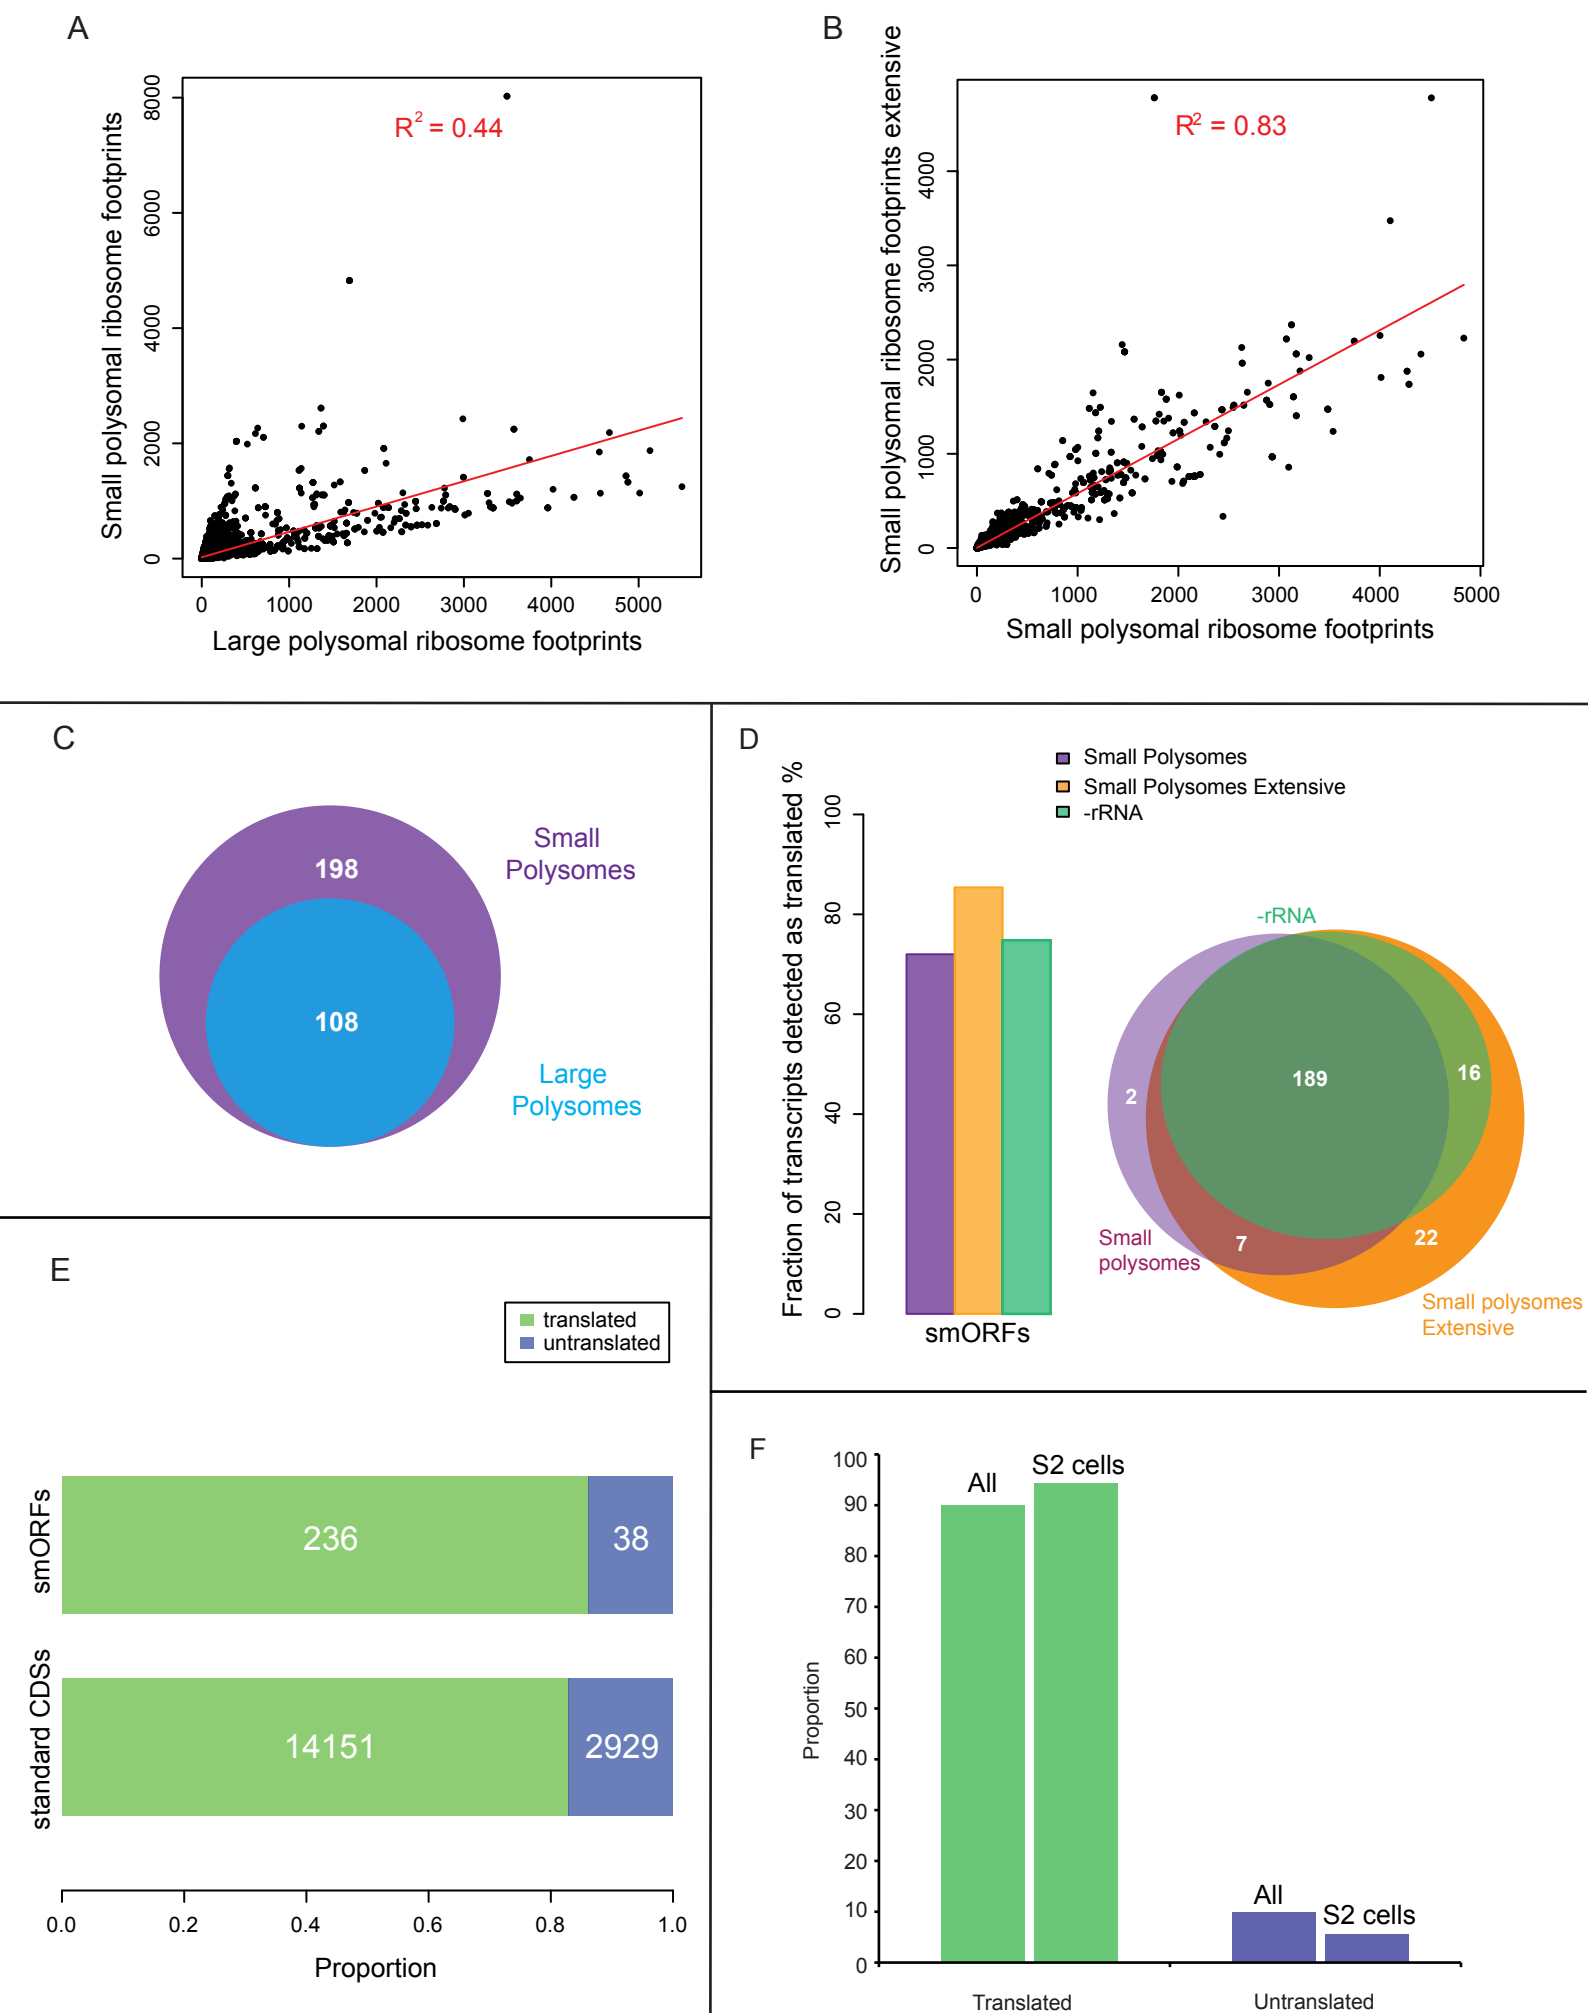 A
Small polysomal ribosome footprints
8000
6000
4000
2000
0
R² = 0.44
0 1000 2000 3000 4000 5000
Large polysomal ribosome footprints
B
Small polysomal ribosome footprints extensive
4000
3000
2000
1000
0
R² = 0.83
0 1000 2000 3000 4000 5000
Small polysomal ribosome footprints
C
Small
Polysomes
198
108
Large
Polysomes
D
Small Polysomes
Small Polysomes Extensive
-rRNA
Fraction of transcripts detected as translated %
100
80
60
40
20
0
smORFs
-rRNA
2
189
16
7
22
Small
polysomes
Small polysomes
Extensive
E
translated
untranslated
smORFs
236 38
standard CDSs
14151 2929
0.0 0.2 0.4 0.6 0.8 1.0
Proportion
F
Proportion
100
90
80
70
60
50
40
30
20
10
0
All
S2 cells
All
S2 cells
Translated
Untranslated